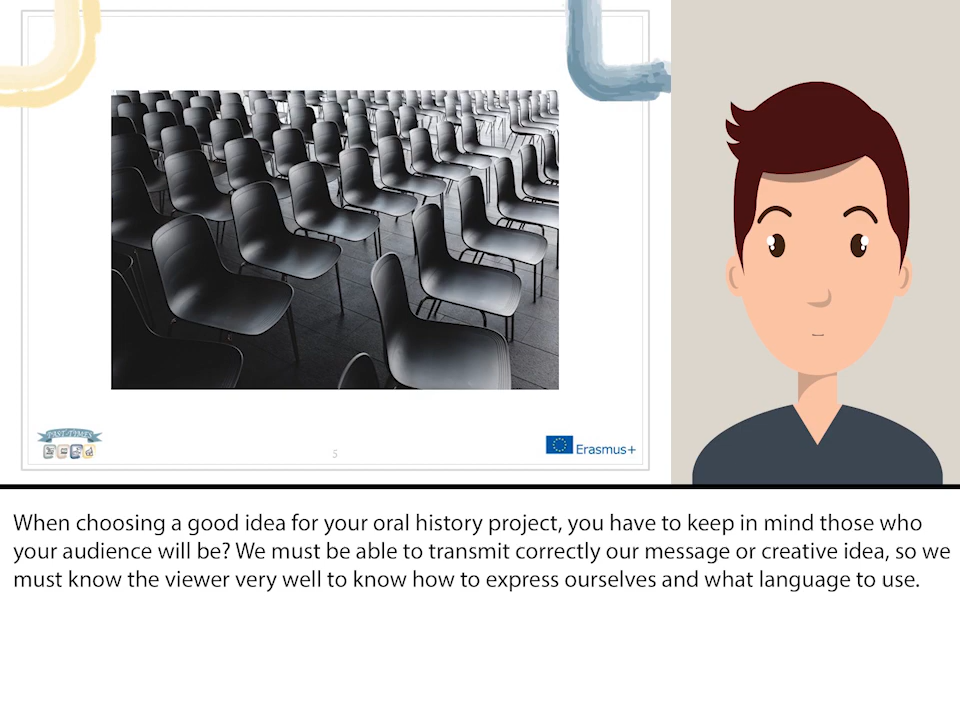 PAST-TIMES
5
Erasmus+
When choosing a good idea for your oral history project, you have to keep in mind those who
your audience will be? We must be able to transmit correctly our message or creative idea, so we
must know the viewer very well to know how to express ourselves and what language to use.